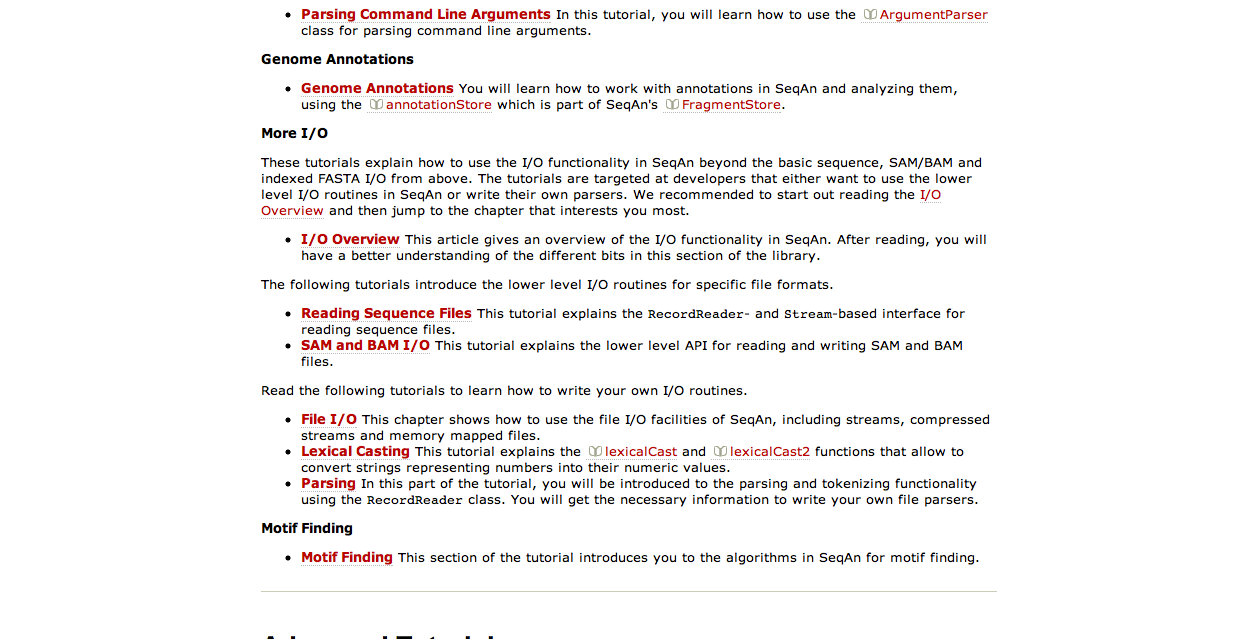 Parsing Command Line Arguments In this tutorial, you will learn how to use the ArgumentParser
class for parsing command line arguments.
Genome Annotations
Genome Annotations You will learn how to work with annotations in SeqAn and analyzing them,
using the annotationStore which is part of SeqAn's FragmentStore.
More I/O
These tutorials explain how to use the I/O functionality in SeqAn beyond the basic sequence, SAM/BAM and
indexed FASTA I/O from above. The tutorials are targeted at developers that either want to use the lower
level I/O routines in SeqAn or write their own parsers. We recommended to start out reading the I/O
Overview and then jump to the chapter that interests you most.
I/O Overview This article gives an overview of the I/O functionality in SeqAn. After reading, you will
have a better understanding of the different bits in this section of the library.
The following tutorials introduce the lower level I/O routines for specific file formats.
Reading Sequence Files This tutorial explains the RecordReader- and Stream-based interface for
reading sequence files.
SAM and BAM I/O This tutorial explains the lower level API for reading and writing SAM and BAM
files.
Read the following tutorials to learn how to write your own I/O routines.
File I/O This chapter shows how to use the file I/O facilities of SeqAn, including streams, compressed
streams and memory mapped files.
Lexical Casting This tutorial explains the lexicalCast and lexicalCast2 functions that allow to
convert strings representing numbers into their numeric values.
Parsing In this part of the tutorial, you will be introduced to the parsing and tokenizing functionality
using the RecordReader class. You will get the necessary information to write your own file parsers.
Motif Finding
Motif Finding This section of the tutorial introduces you to the algorithms in SeqAn for motif finding.